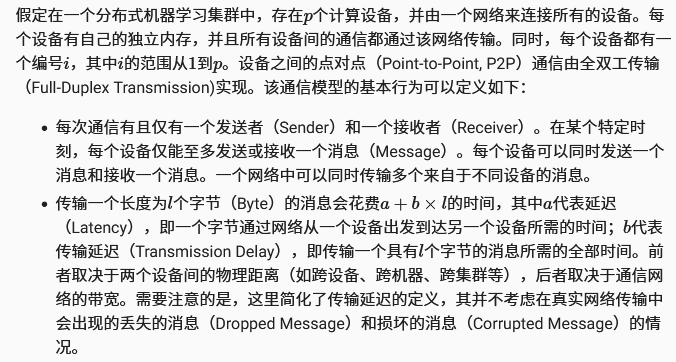 假定在一个分布式机器学习集群中，存在p个计算设备，并由一个网络来连接所有的设备。每
个设备有自己的独立内存，并且所有设备间的通信都通过该网络传输。同时，每个设备都有一
个编号i，其中i的范围从1到p。设备之间的点对点（Point-to-Point, P2P）通信由全双工传输
（Full-Duplex Transmission)实现。该通信模型的基本行为可以定义如下：
• 每次通信有且仅有一个发送者（Sender）和一个接收者（Receiver）。在某个特定时
刻，每个设备仅能至多发送或接收一个消息（Message）。每个设备可以同时发送一个
消息和接收一个消息。一个网络中可以同时传输多个来自于不同设备的消息。
• 传输一个长度为l个字节（Byte）的消息会花费a + b × l的时间，其中a代表延迟
（Latency），即一个字节通过网络从一个设备出发到达另一个设备所需的时间；b代表
传输延迟（Transmission Delay），即传输一个具有l个字节的消息所需的全部时间。前
者取决于两个设备间的物理距离（如跨设备、跨机器、跨集群等），后者取决于通信网
络的带宽。需要注意的是，这里简化了传输延迟的定义，其并不考虑在真实网络传输中
会出现的丢失的消息（Dropped Message）和损坏的消息（Corrupted Message）的情
况。